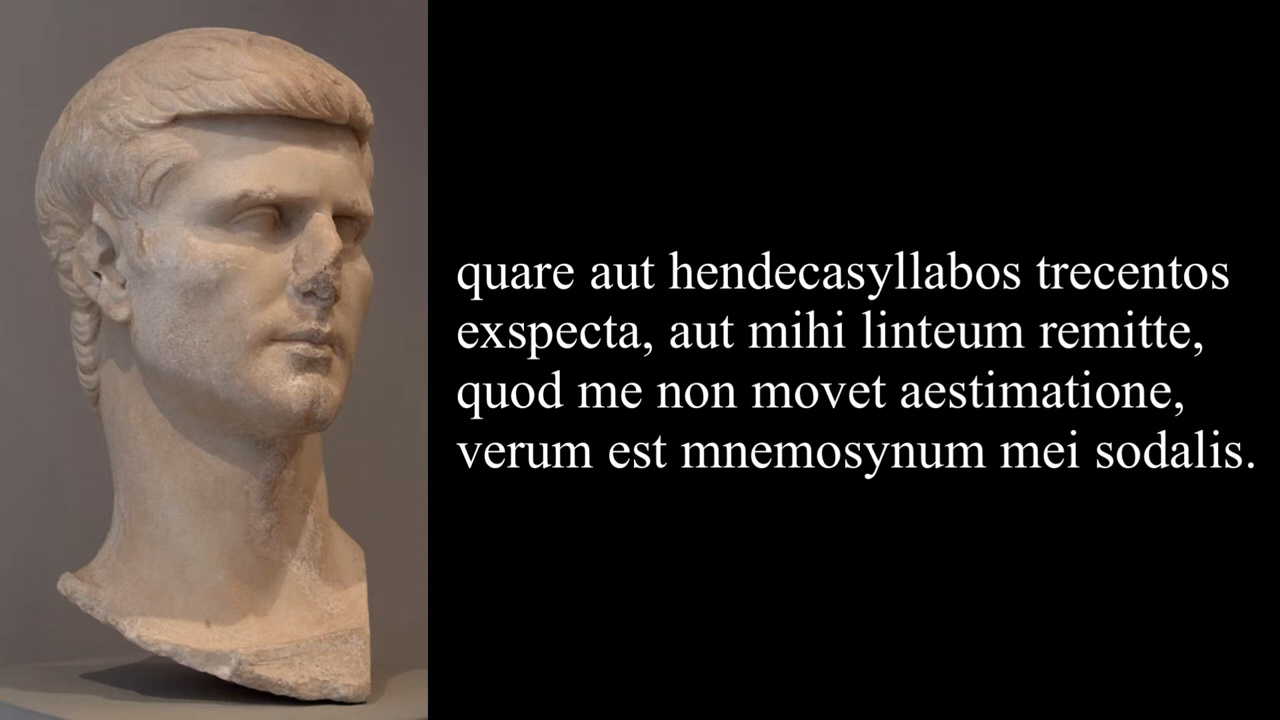 quare aut hendecasyllabos trecentos
exspecta, aut mihi linteum remitte,
quod me non movet aestimatione,
verum est mnemosynum mei sodalis.